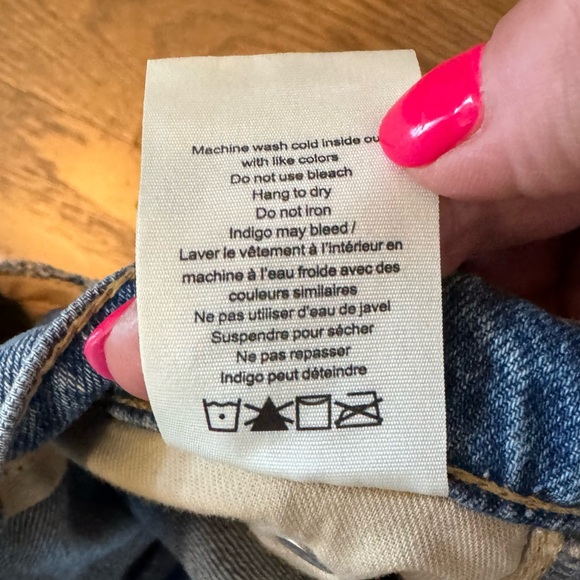 Machine wash cold inside ou
with like colors
Do not use bleach
Hang to dry
Do not iron
Indigo may bleed /
Laver le vêtement à l'intérieur en
machine à l'eau froide avec des
couleurs similaires
Ne pas utiliser d'eau de javel
Suspendre pour sécher
Ne pas repasser
Indigo peut déteindre